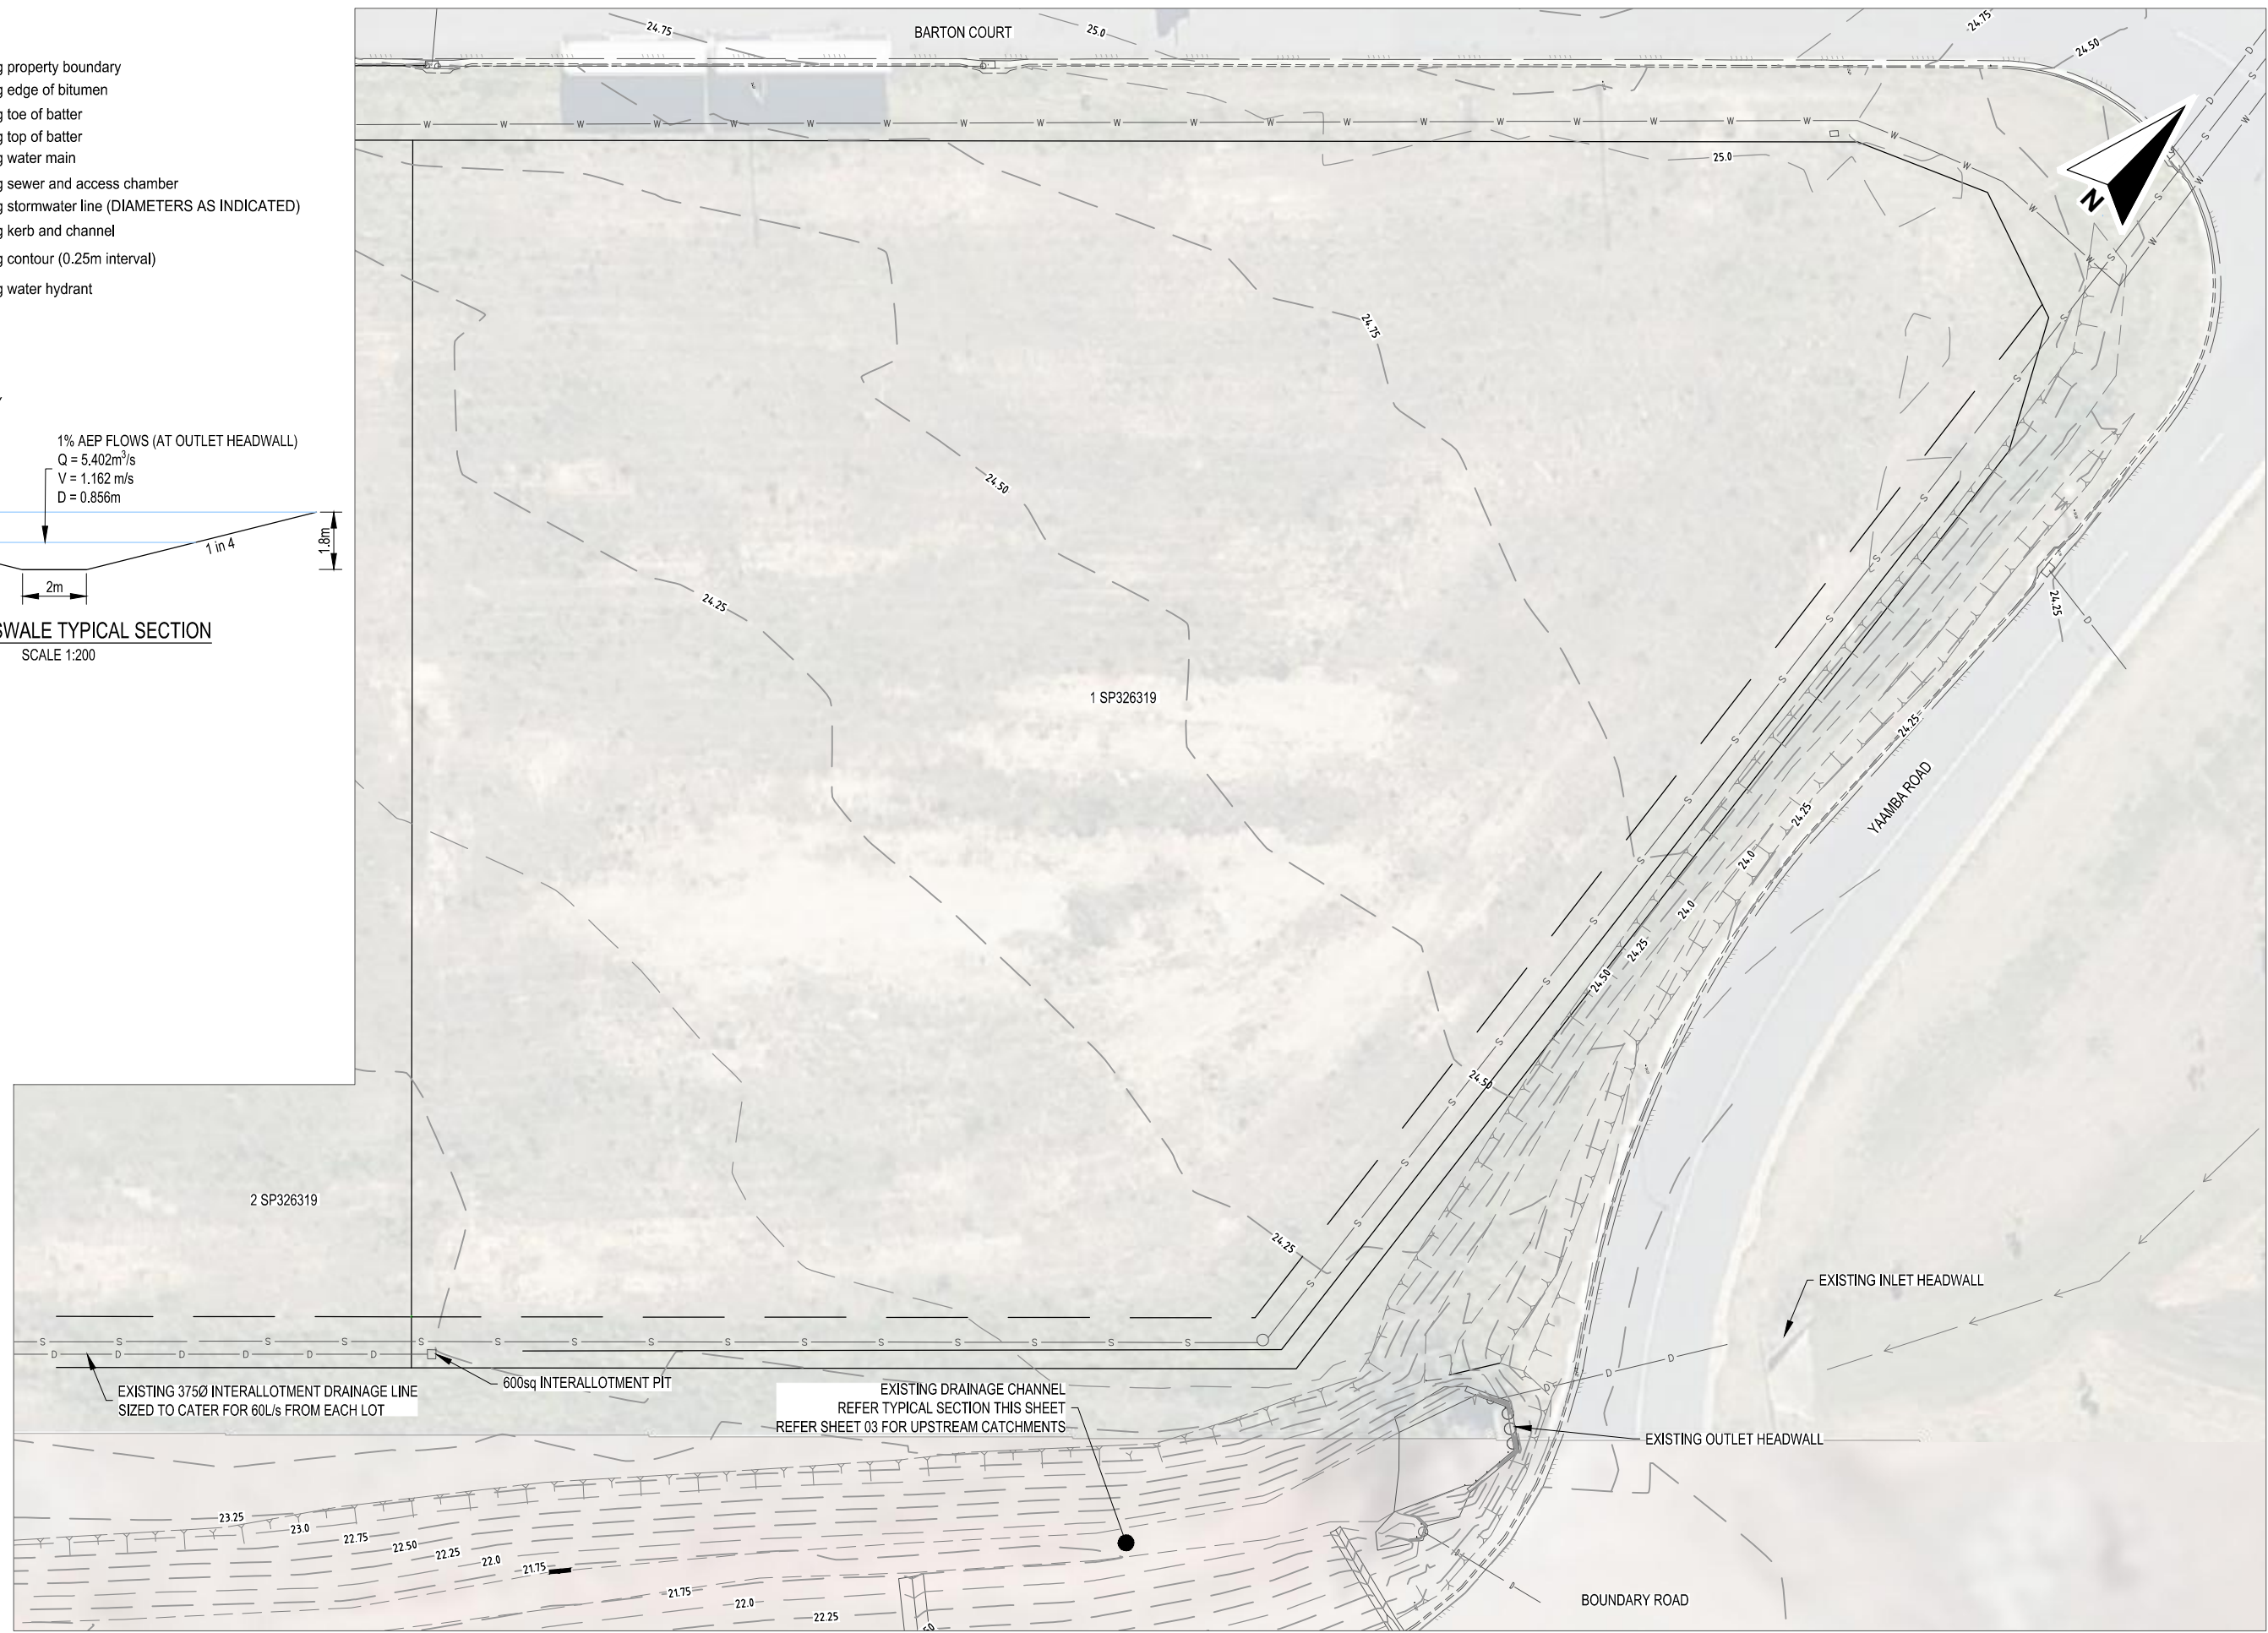 g property boundary
g edge of bitumen
g toe of batter
g top of batter
g water main
g sewer and access chamber
g stormwater line (DIAMETERS AS INDICATED)
g kerb and channel
g contour (0.25m interval)
g water hydrant
1% AEP FLOWS (AT OUTLET HEADWALL)
Q = 5.402m³/s
V = 1.162 m/s
D = 0.856m
1 in 4
1.8m
2m
SWALE TYPICAL SECTION
SCALE 1:200
BARTON COURT
24.75
25.0
24.75
24.50
25.0
N
24.75
24.50
24.25
24.25
1 SP326319
24.25
YAAMBA ROAD
24.25
24.0
24.0
24.25
24.50
24.50
2 SP326319
24.25
EXISTING INLET HEADWALL
EXISTING 375Ø INTERALLOTMENT DRAINAGE LINE
SIZED TO CATER FOR 60L/s FROM EACH LOT
600sq INTERALLOTMENT PIT
EXISTING DRAINAGE CHANNEL
REFER TYPICAL SECTION THIS SHEET
REFER SHEET 03 FOR UPSTREAM CATCHMENTS
EXISTING OUTLET HEADWALL
23.25
23.0
22.75
22.50
22.25
22.0
21.75
21.75
22.0
22.25
BOUNDARY ROAD